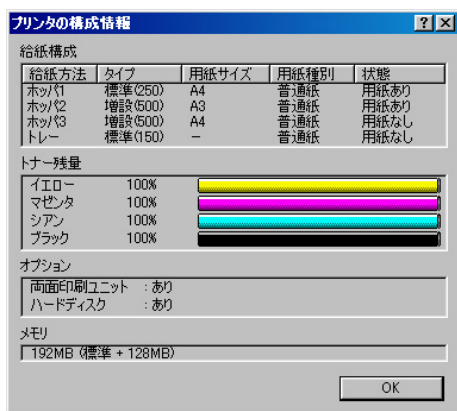 プリンタの構成情報
給紙構成
給紙方法 タイプ 用紙サイズ 用紙種別 状態
ホッパ1 標準(250) A4 普通紙 用紙あり
ホッパ2 増設(500) A3 普通紙 用紙あり
ホッパ3 増設(500) A4 普通紙 用紙なし
トレー 標準(150) − 普通紙 用紙なし
トナー残量
イエロー 100%
マゼンタ 100%
シアン 100%
ブラック 100%
オプション
両面印刷ユニット :あり
ハードディスク :あり
メモリ
192MB (標準 + 128MB)
OK